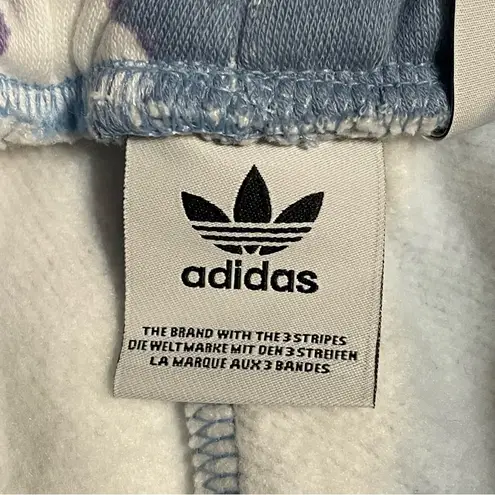 adidas
THE BRAND WITH THE 3 STRIPES
DIE WELTMARKE MIT DEN 3 STREIFEN
LA MARQUE AUX 3 BANDES